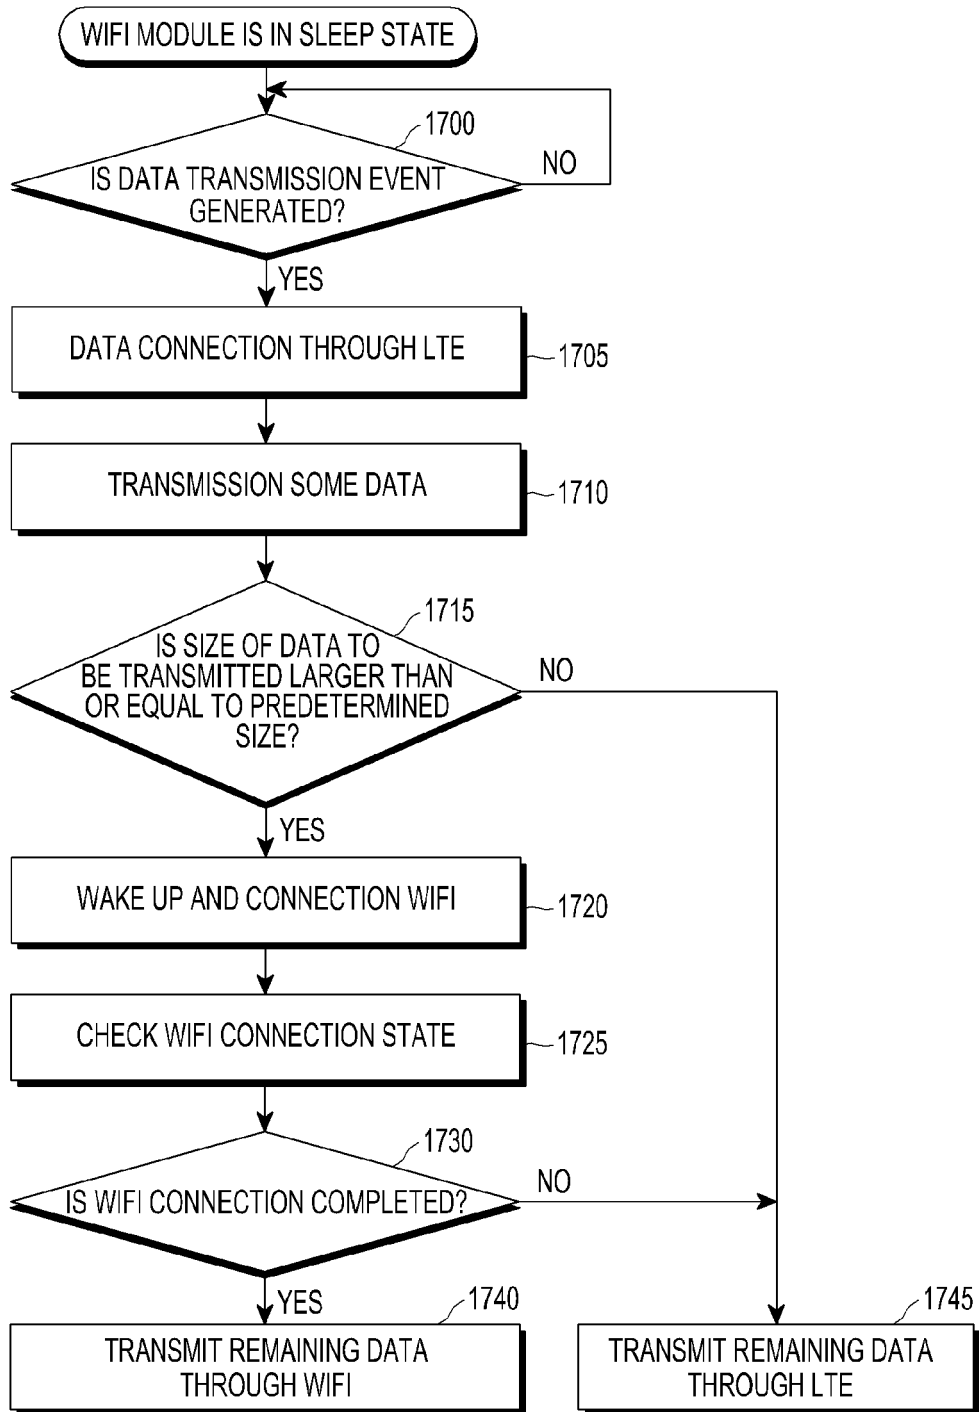 WIFI MODULE IS IN SLEEP STATE
1700
IS DATA TRANSMISSION EVENT
GENERATED?
NO
YES
DATA CONNECTION THROUGH LTE
1705
TRANSMISSION SOME DATA
1710
1715
IS SIZE OF DATA TO
BE TRANSMITTED LARGER THAN
OR EQUAL TO PREDETERMINED
SIZE?
NO
YES
WAKE UP AND CONNECTION WIFI
1720
CHECK WIFI CONNECTION STATE
1725
1730
IS WIFI CONNECTION COMPLETED?
NO
YES
1740
TRANSMIT REMAINING DATA
THROUGH WIFI
1745
TRANSMIT REMAINING DATA
THROUGH LTE